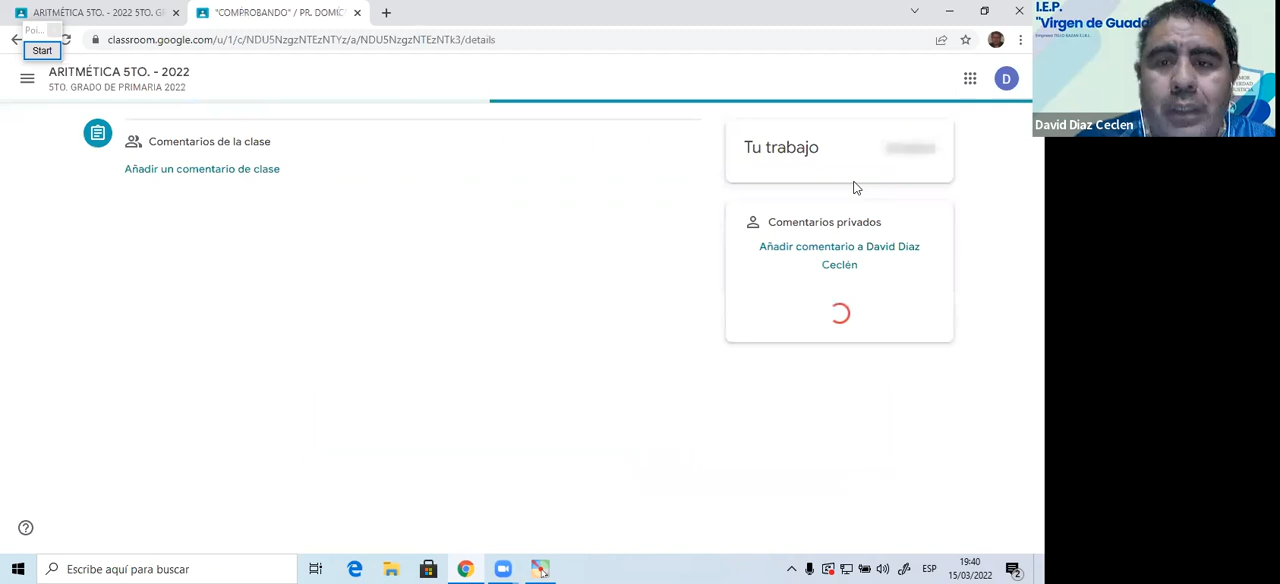 ARITMÉTICA 5TO. - 2022 5TO. GR
"COMPROBANDO" / PR. DOMIC
Poi...
Start
classroom.google.com/u/1/c/NDU5NzgzNTEzNTYz/a/NDU5NzgzNTEzNTk3/details
ARITMÉTICA 5TO. - 2022
5TO. GRADO DE PRIMARIA 2022
D
Comentarios de la clase
Añadir un comentario de clase
Tu trabajo
Comentarios privados
Añadir comentario a David Diaz
Ceclén
I.E.P.
"Virgen de Guada
David Diaz Ceclen
Escribe aquí para buscar
ESP
19:40
15/03/2022
2